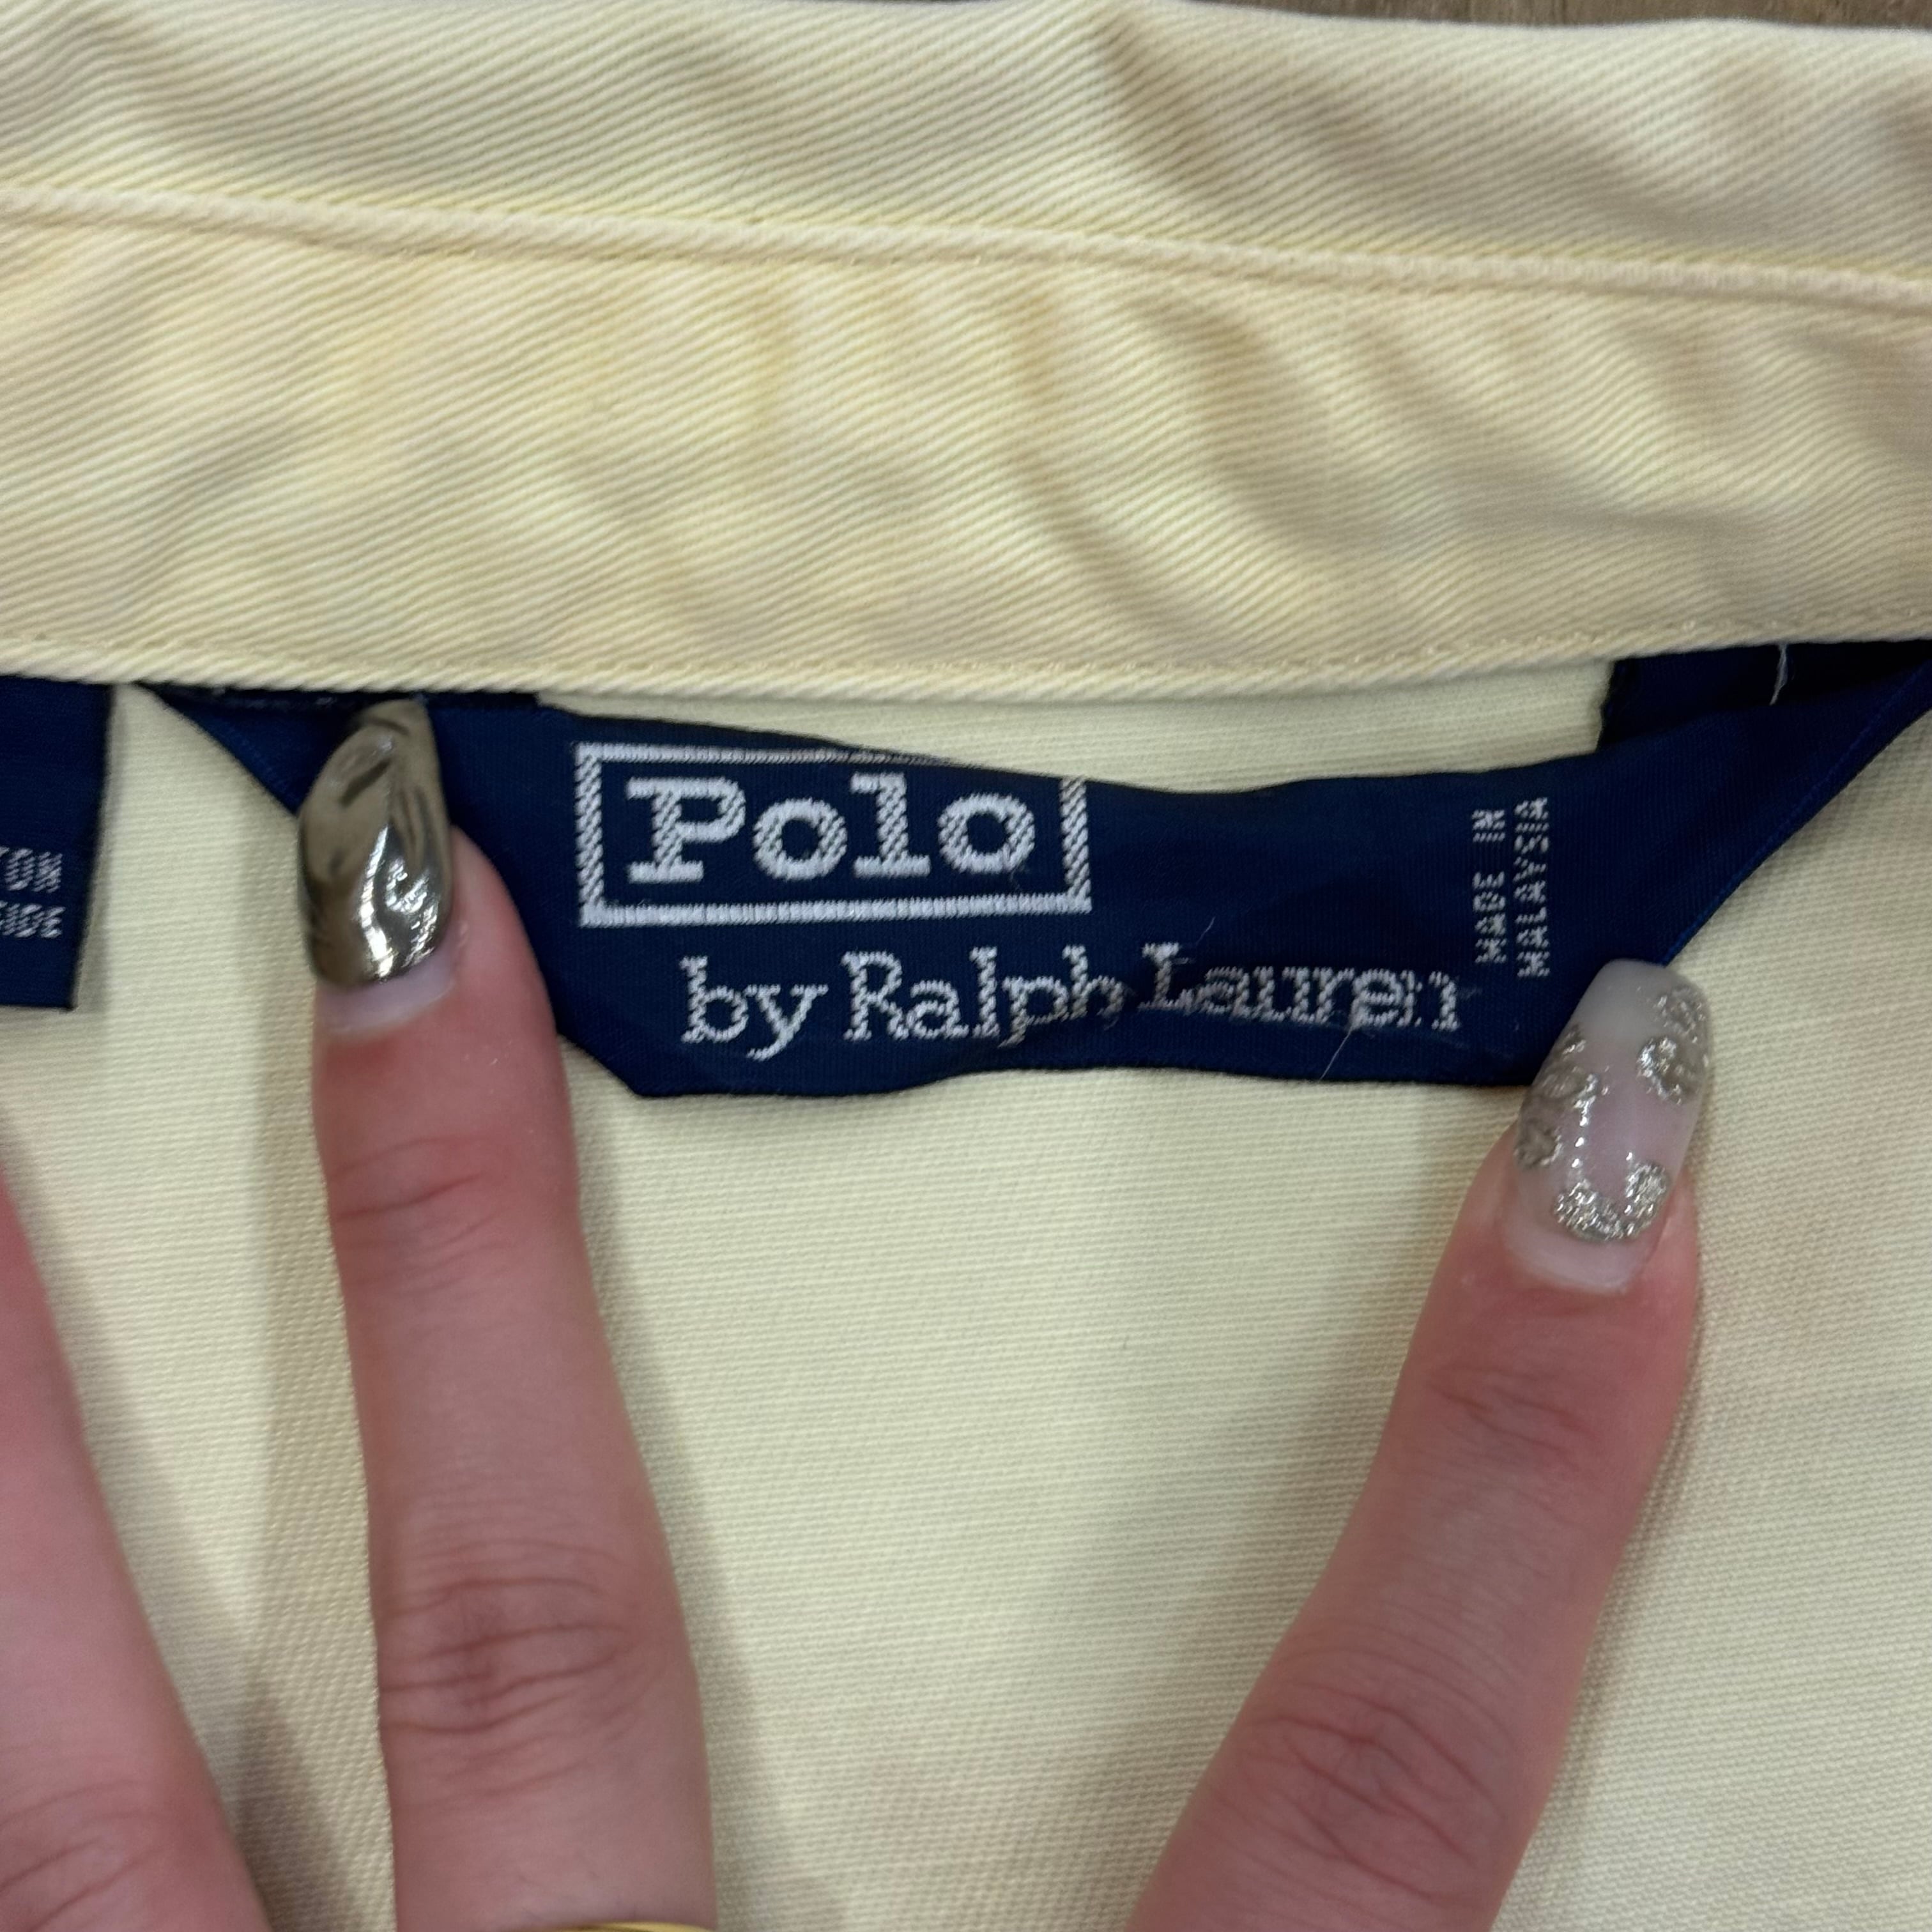 Polo
by Ralph Lauren
MADE IN
MALAYSIA